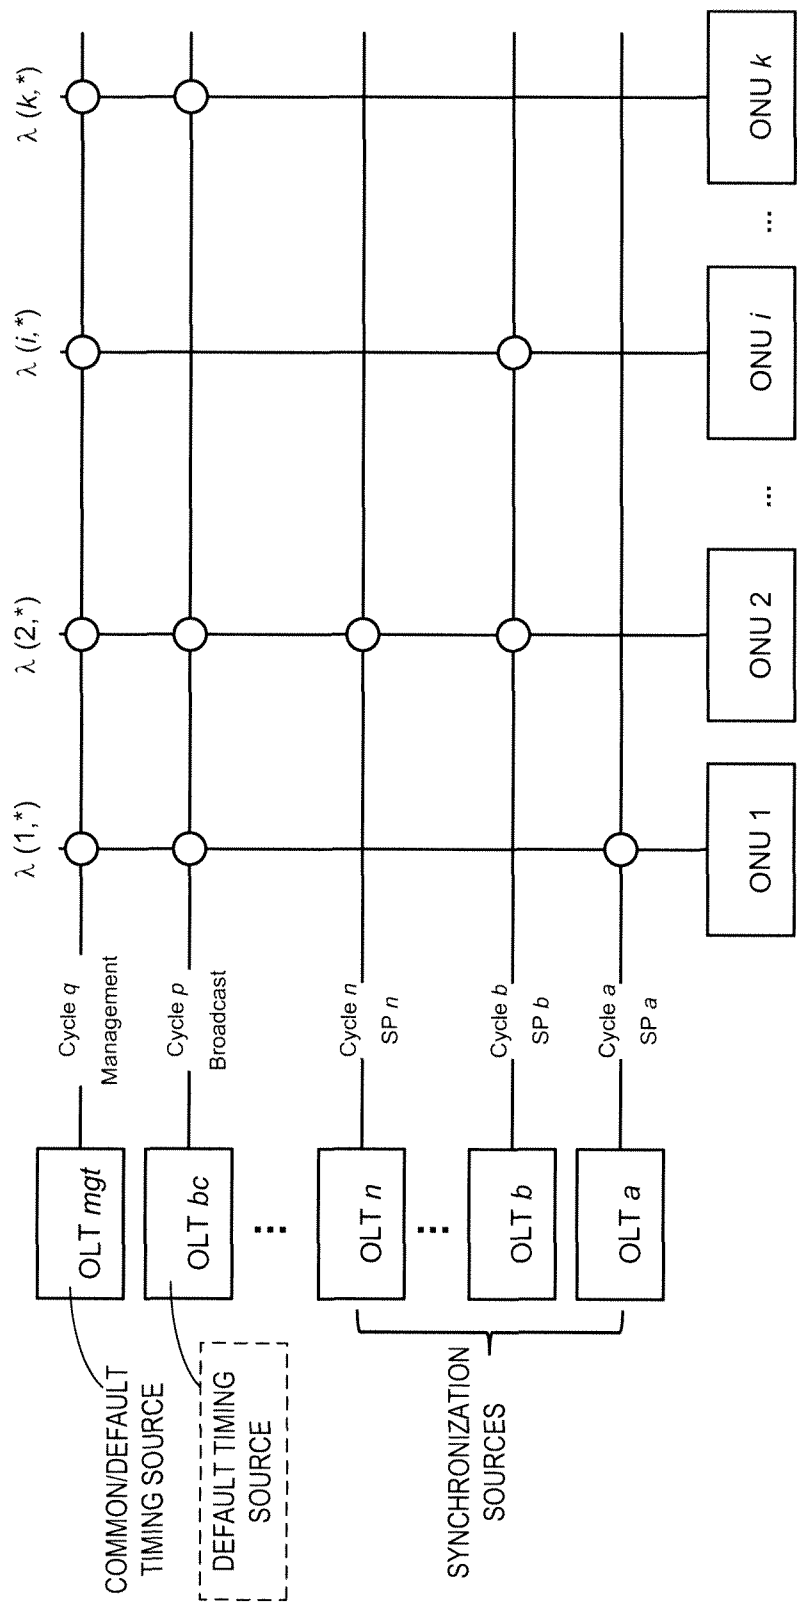 λ (1,*)
λ (2,*)
λ (i,*)
λ (k,*)
COMMON/DEFAULT
TIMING SOURCE
OLT mgt
Cycle q
Management
DEFAULT TIMING
SOURCE
OLT bc
Cycle p
Broadcast
...
SYNCHRONIZATION
SOURCES
OLT n
Cycle n
SP n
...
OLT b
Cycle b
SP b
OLT a
Cycle a
SP a
ONU 1
ONU 2
...
ONU i
...
ONU k